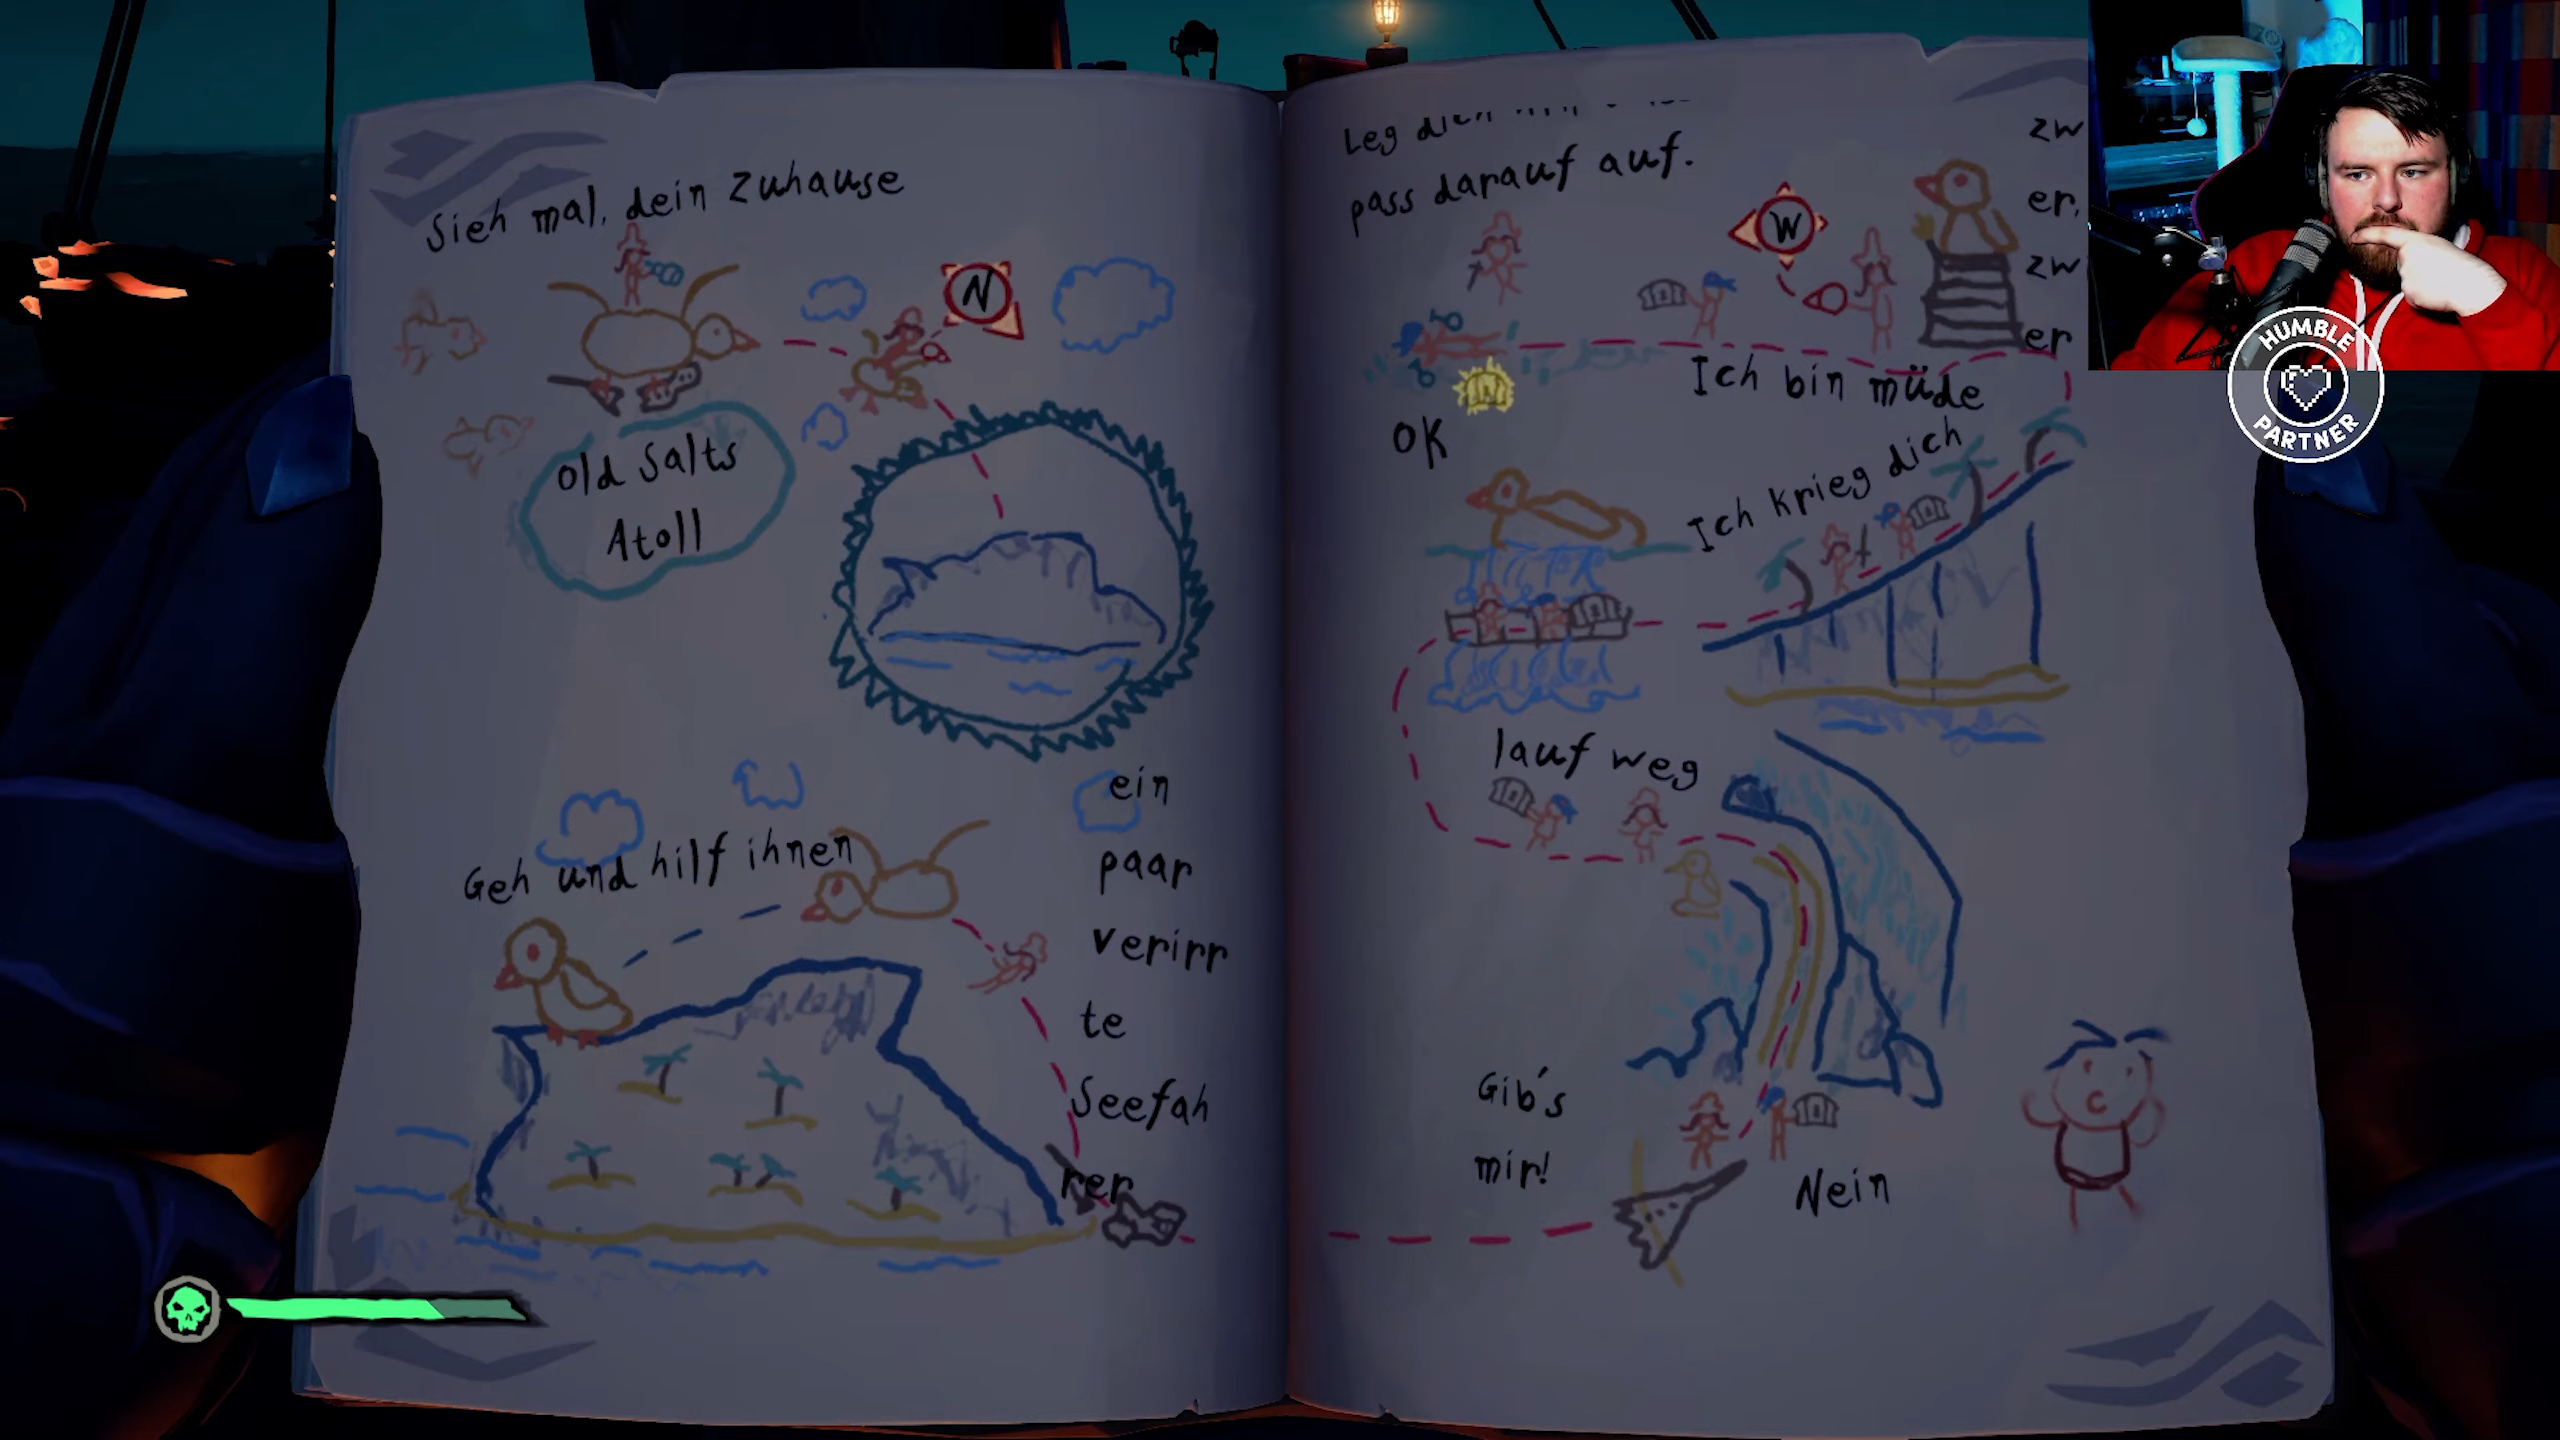 Sieh mal, dein Zuhause
N
Old Salts
Atoll
Geh und hilf ihnen
ein
paar
verirr
te
Seefah
rer
Leg dich
pass darauf auf.
W
zw
er,
zw
er
Ich bin müde
OK
Ich krieg dich
lauf weg
Gib's
mir!
Nein
HUMBLE
PARTNER